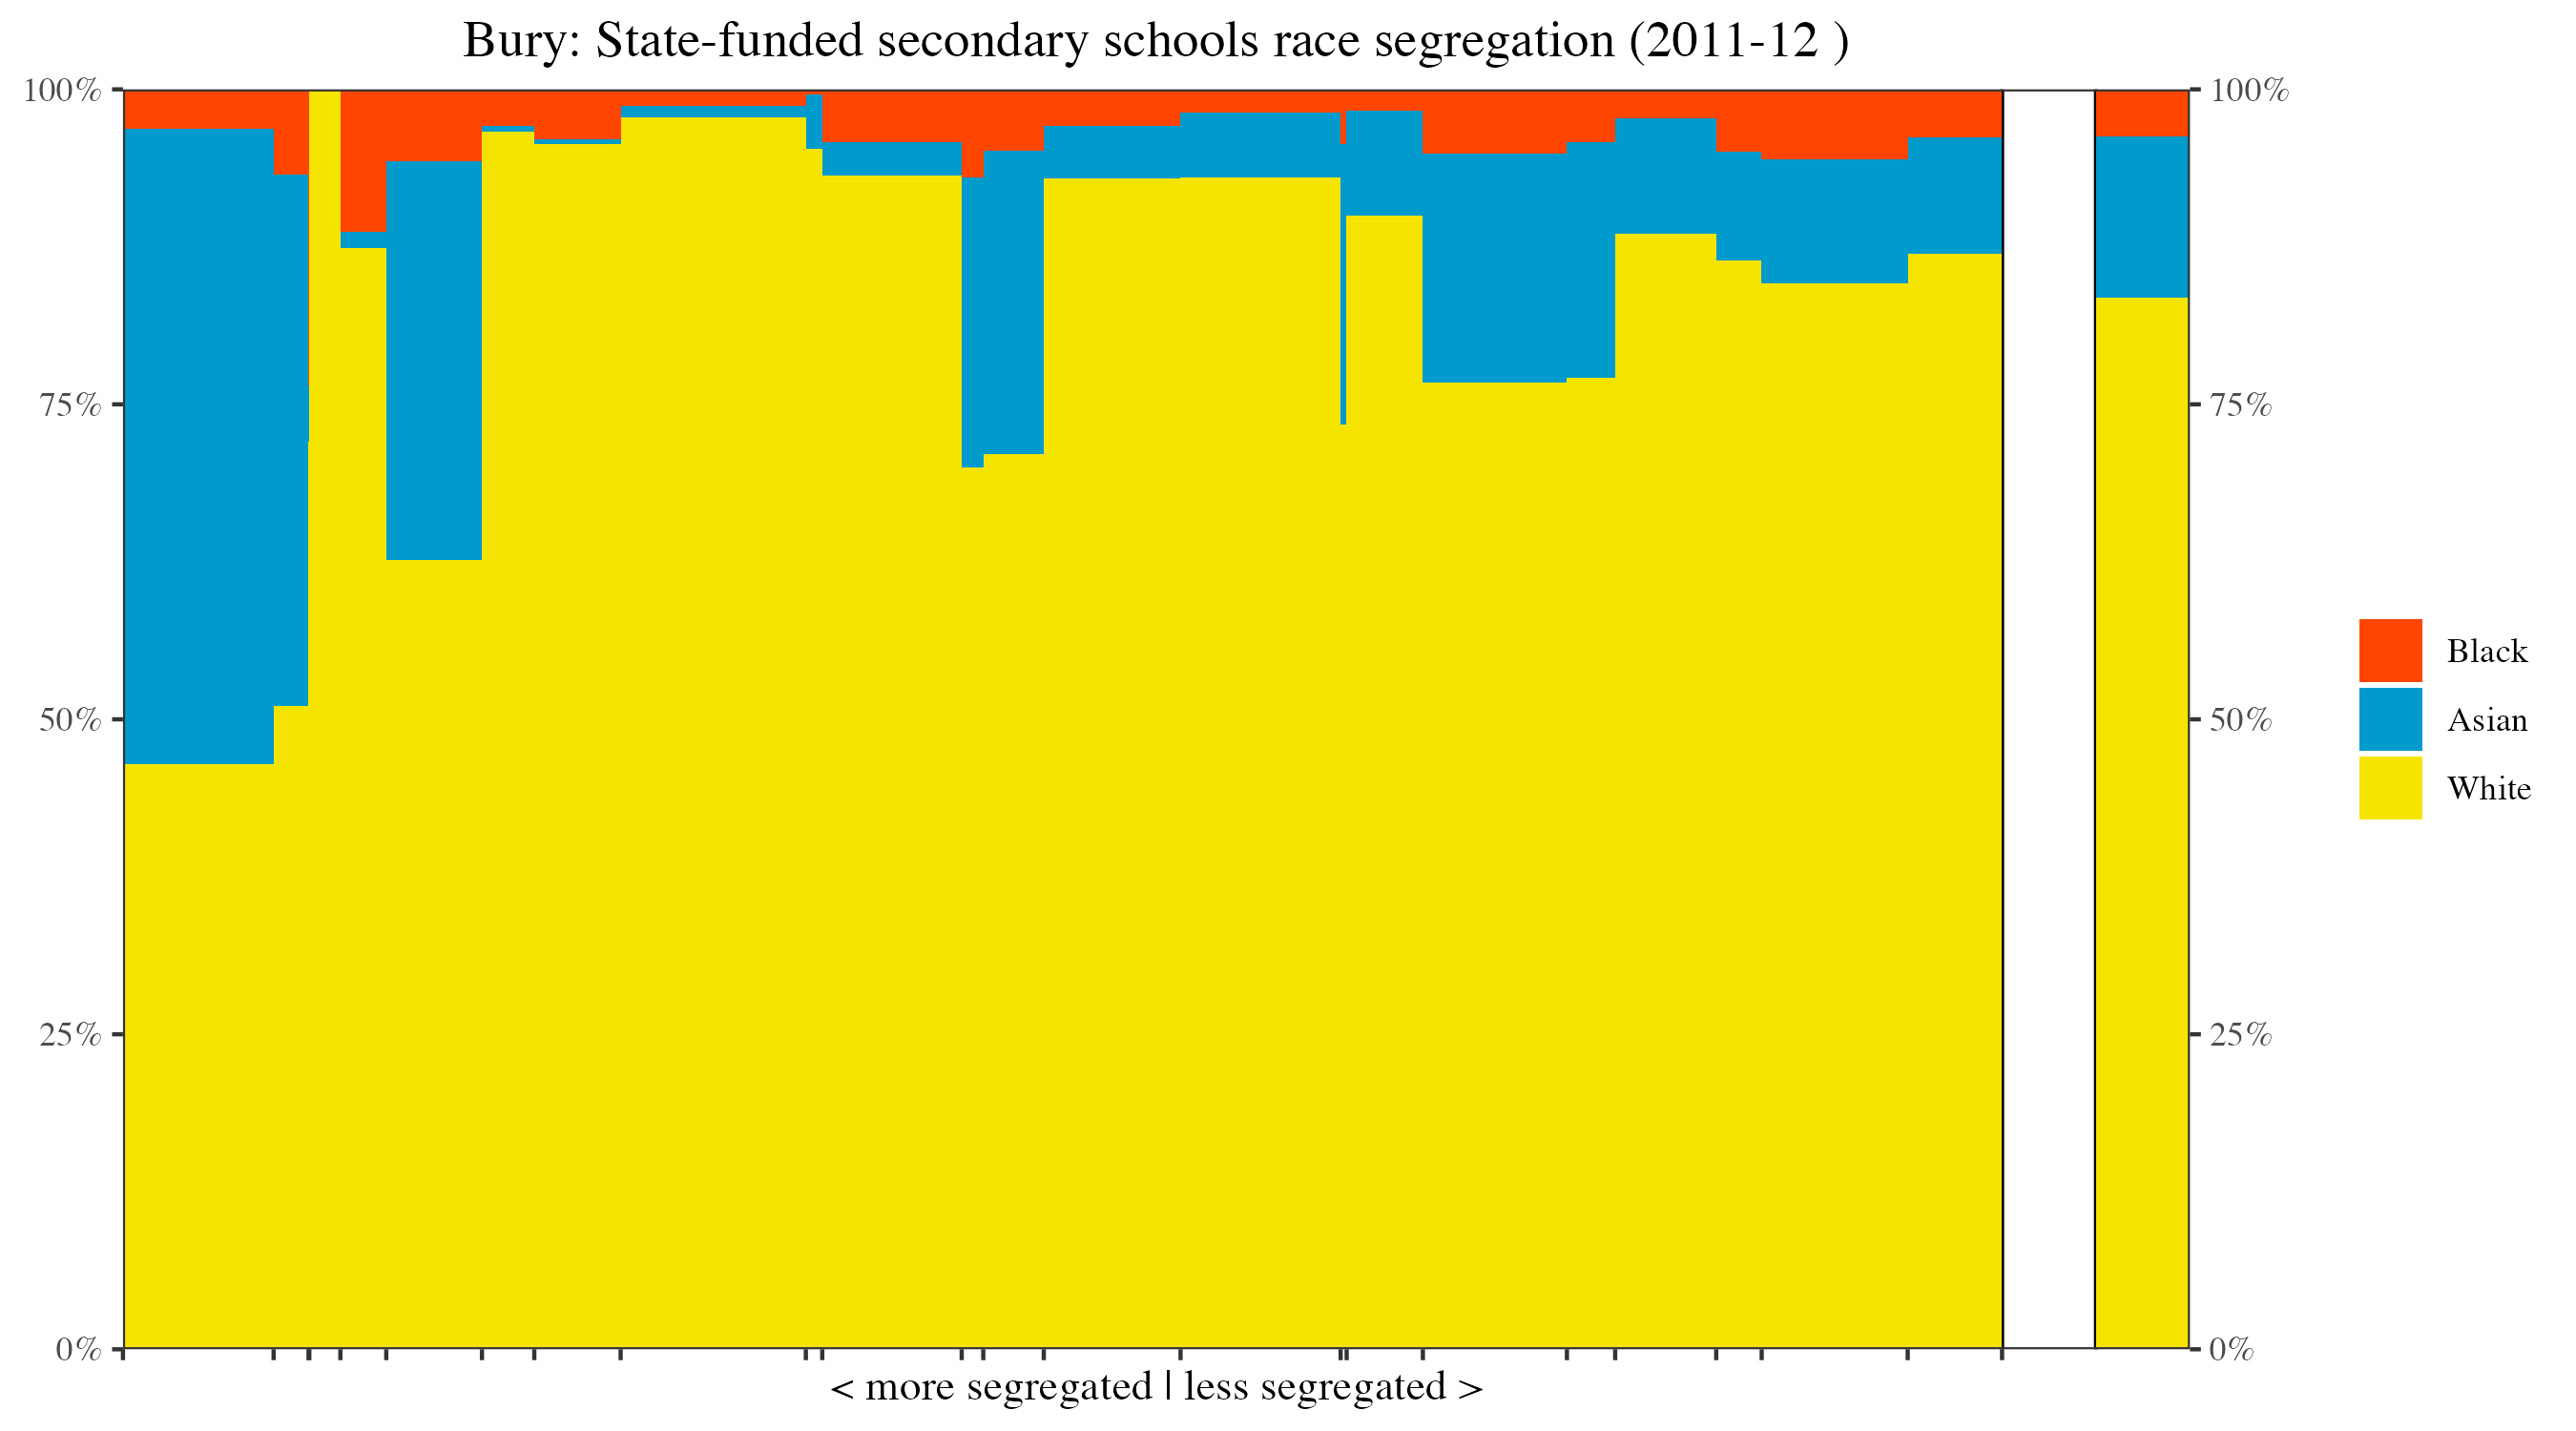 Bury: State-funded secondary schools race segregation (2011-12 )
100%
75%
50%
25%
0%
100%
75%
50%
25%
0%
< more segregated | less segregated >
Black
Asian
White